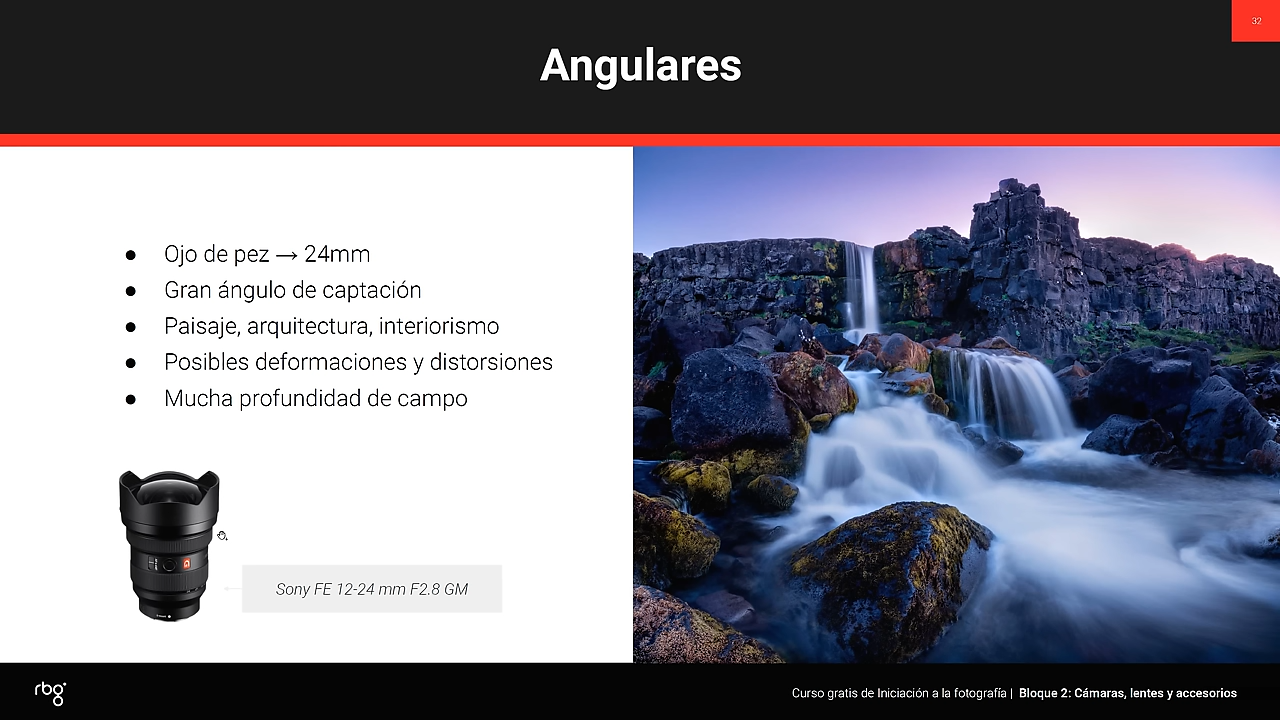 32
Angulares
● Ojo de pez → 24mm
● Gran ángulo de captación
● Paisaje, arquitectura, interiorismo
● Posibles deformaciones y distorsiones
● Mucha profundidad de campo
Sony FE 12-24 mm F2.8 GM
rbg
Curso gratis de Iniciación a la fotografía | Bloque 2: Cámaras, lentes y accesorios